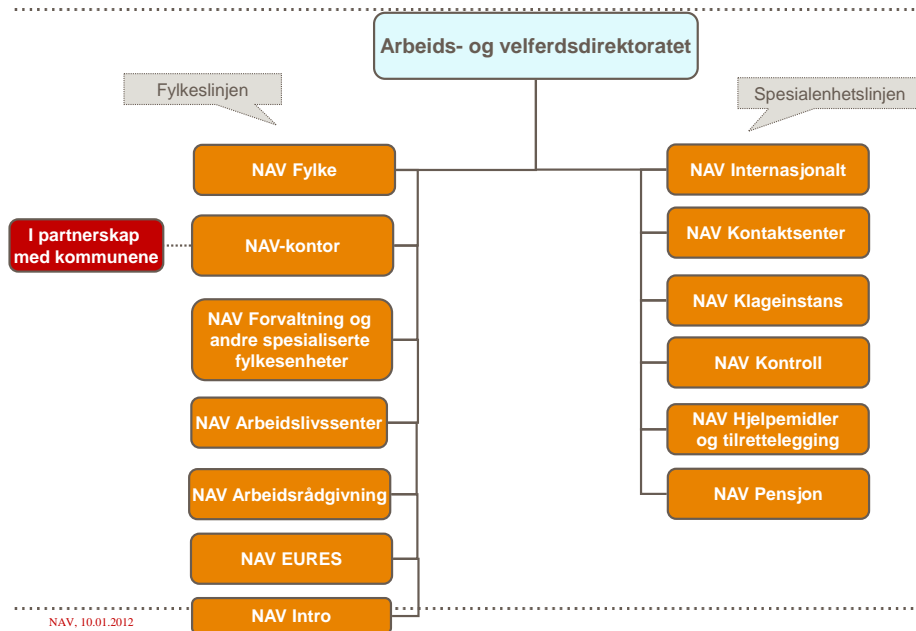 Arbeids- og velferdsdirektoratet
Fylkeslinjen
Spesialenhetslinjen
NAV Fylke
I partnerskap
med kommunene
NAV-kontor
NAV Forvaltning og
andre spesialiserte
fylkesenheter
NAV Arbeidslivssenter
NAV Arbeidsrådgivning
NAV EURES
NAV Intro
NAV Internasjonalt
NAV Kontaktsenter
NAV Klageinstans
NAV Kontroll
NAV Hjelpemidler
og tilrettelegging
NAV Pensjon
NAV, 10.01.2012